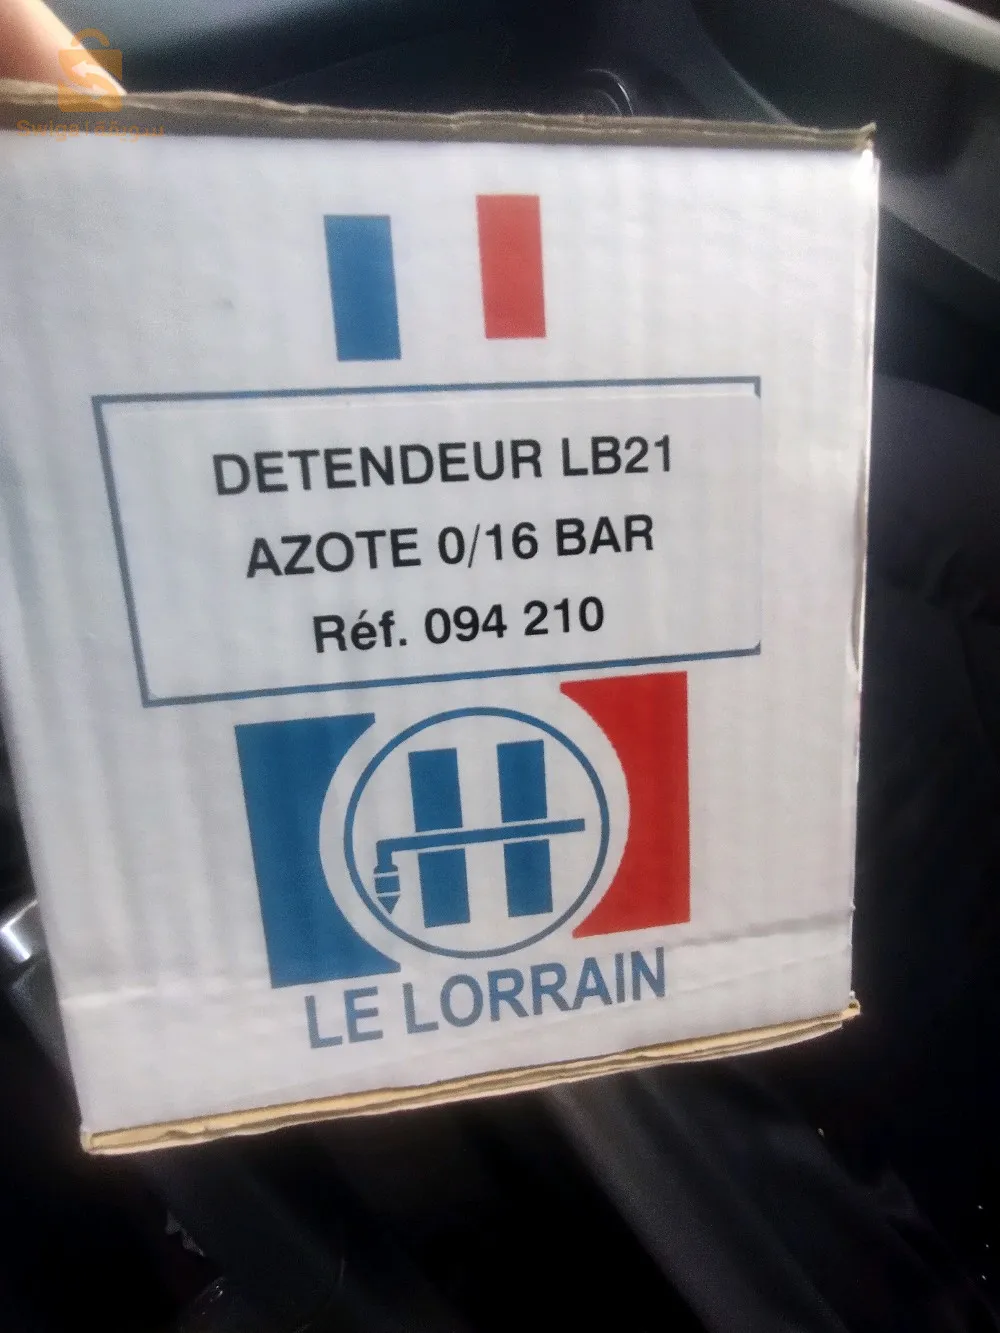 DETENDEUR LB21
AZOTE 0/16 BAR
Réf. 094 210
LE LORRAIN